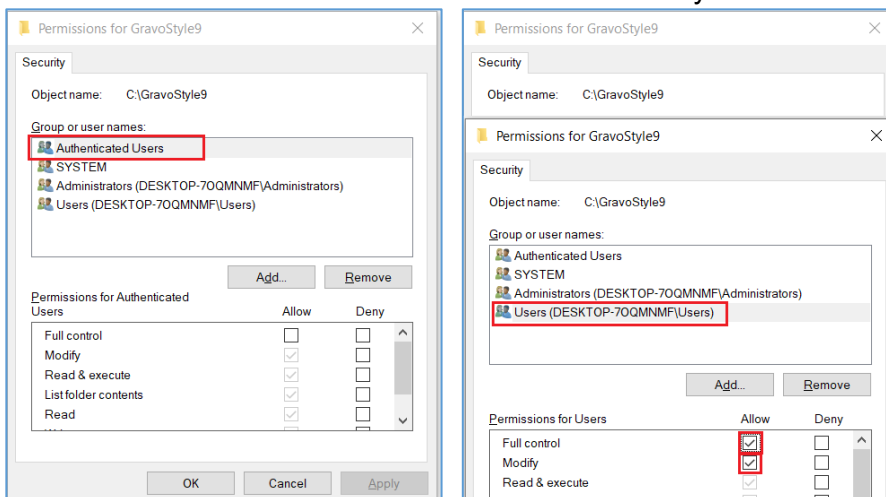 Permissions for GravoStyle9
Security
Object name: C:\GravoStyle9
Group or user names:
Authenticated Users
SYSTEM
Administrators (DESKTOP-7OQMNMF\Administrators)
Users (DESKTOP-7OQMNMF\Users)
Add... Remove
Permissions for Authenticated
Users Allow Deny
Full control
Modify
Read & execute
List folder contents
Read
OK Cancel Apply
Permissions for GravoStyle9
Security
Object name: C:\GravoStyle9
Permissions for GravoStyle9
Security
Object name: C:\GravoStyle9
Group or user names:
Authenticated Users
SYSTEM
Administrators (DESKTOP-7OQMNMF\Administrators)
Users (DESKTOP-7OQMNMF\Users)
Add... Remove
Permissions for Users Allow Deny
Full control
Modify
Read & execute